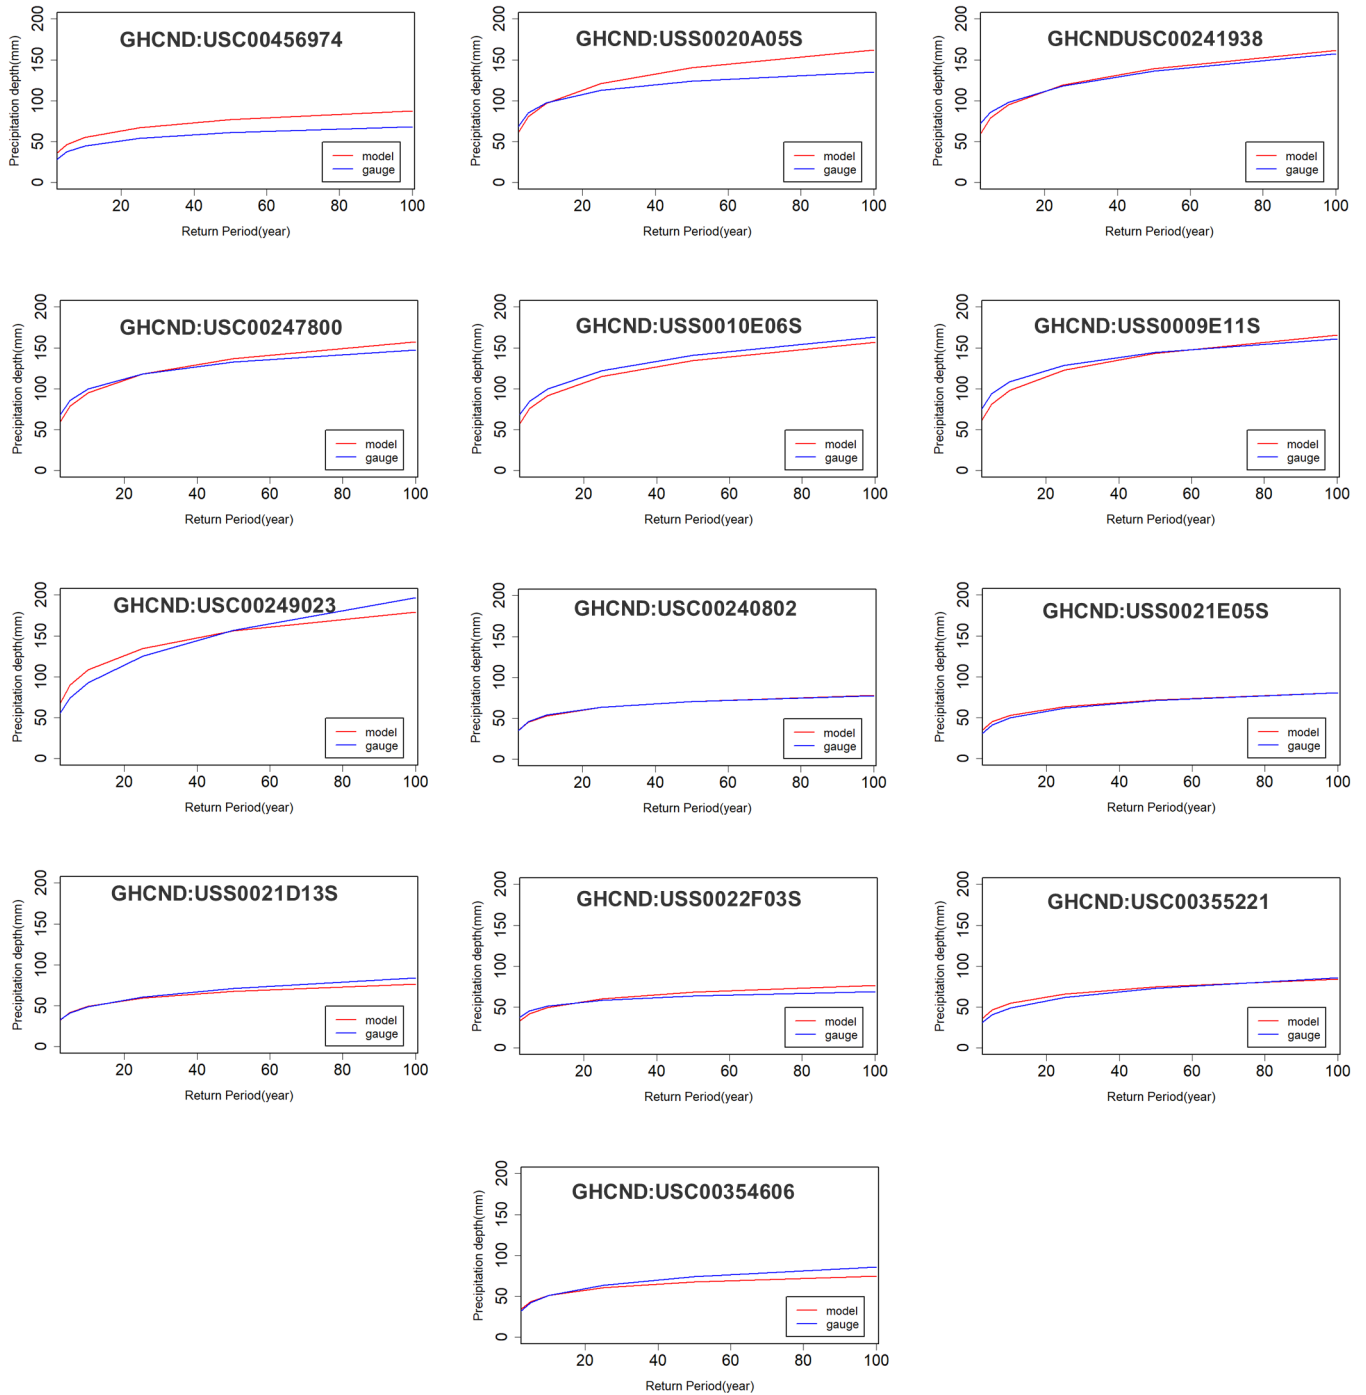 GHCND:USC00456974
Precipitation depth(mm)
0 50 100 150 200
model
gauge
20 40 60 80 100
Return Period(year)
GHCND:USS0020A05S
Precipitation depth(mm)
0 50 100 150 200
model
gauge
20 40 60 80 100
Return Period(year)
GHCNDUSC00241938
Precipitation depth(mm)
0 50 100 150 200
model
gauge
20 40 60 80 100
Return Period(year)
GHCND:USC00247800
Precipitation depth(mm)
0 50 100 150 200
model
gauge
20 40 60 80 100
Return Period(year)
GHCND:USS0010E06S
Precipitation depth(mm)
0 50 100 150 200
model
gauge
20 40 60 80 100
Return Period(year)
GHCND:USS0009E11S
Precipitation depth(mm)
0 50 100 150 200
model
gauge
20 40 60 80 100
Return Period(year)
GHCND:USC00249023
Precipitation depth(mm)
0 50 100 150 200
model
gauge
20 40 60 80 100
Return Period(year)
GHCND:USC00240802
Precipitation depth(mm)
0 50 100 150 200
model
gauge
20 40 60 80 100
Return Period(year)
GHCND:USS0021E05S
Precipitation depth(mm)
0 50 100 150 200
model
gauge
20 40 60 80 100
Return Period(year)
GHCND:USS0021D13S
Precipitation depth(mm)
0 50 100 150 200
model
gauge
20 40 60 80 100
Return Period(year)
GHCND:USS0022F03S
Precipitation depth(mm)
0 50 100 150 200
model
gauge
20 40 60 80 100
Return Period(year)
GHCND:USC00355221
Precipitation depth(mm)
0 50 100 150 200
model
gauge
20 40 60 80 100
Return Period(year)
GHCND:USC00354606
Precipitation depth(mm)
0 50 100 150 200
model
gauge
20 40 60 80 100
Return Period(year)